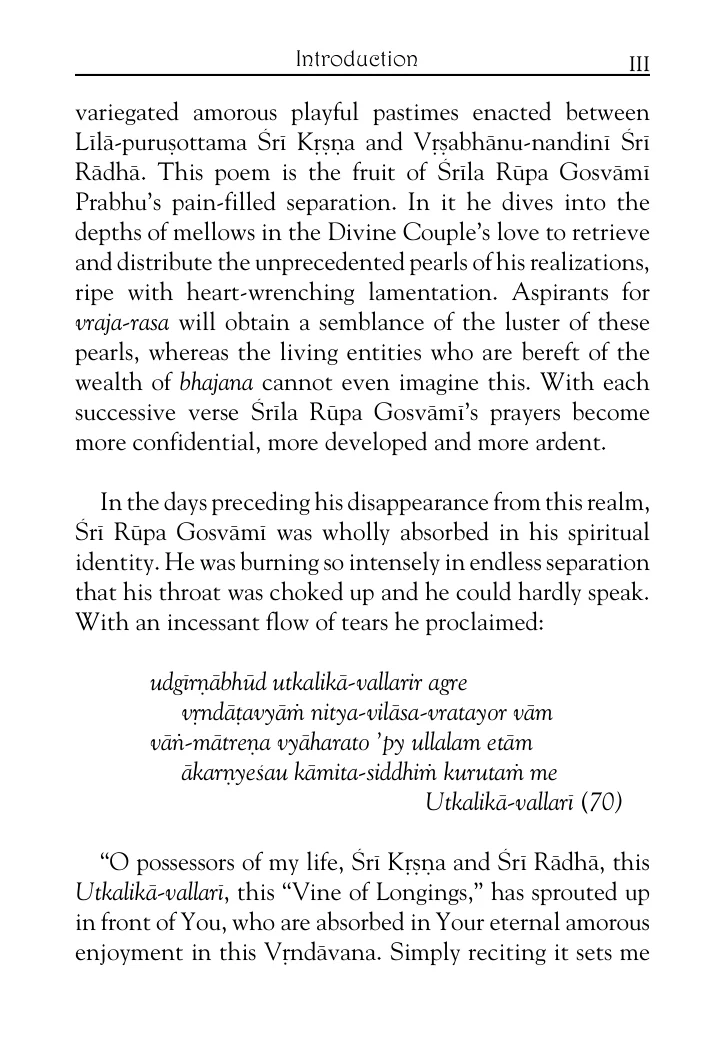 Introduction III
variegated amorous playful pastimes enacted between
Līlā-puruṣottama Śrī Kṛṣṇa and Vṛṣabhānu-nandinī Śrī
Rādhā. This poem is the fruit of Śrīla Rūpa Gosvāmī
Prabhu’s pain-filled separation. In it he dives into the
depths of mellows in the Divine Couple’s love to retrieve
and distribute the unprecedented pearls of his realizations,
ripe with heart-wrenching lamentation. Aspirants for
vraja-rasa will obtain a semblance of the luster of these
pearls, whereas the living entities who are bereft of the
wealth of bhajana cannot even imagine this. With each
successive verse Śrīla Rūpa Gosvāmī’s prayers become
more confidential, more developed and more ardent.
In the days preceding his disappearance from this realm,
Śrī Rūpa Gosvāmī was wholly absorbed in his spiritual
identity. He was burning so intensely in endless separation
that his throat was choked up and he could hardly speak.
With an incessant flow of tears he proclaimed:
udgīrṇābhūd utkalikā-vallarir agre
vṛndāṭavyāṁ nitya-vilāsa-vratayor vām
vāṅ-mātreṇa vyāharato ’py ullalam etām
ākarṇyeśau kāmita-siddhiṁ kurutaṁ me
Utkalikā-vallarī (70)
“O possessors of my life, Śrī Kṛṣṇa and Śrī Rādhā, this
Utkalikā-vallarī, this “Vine of Longings,” has sprouted up
in front of You, who are absorbed in Your eternal amorous
enjoyment in this Vṛndāvana. Simply reciting it sets me